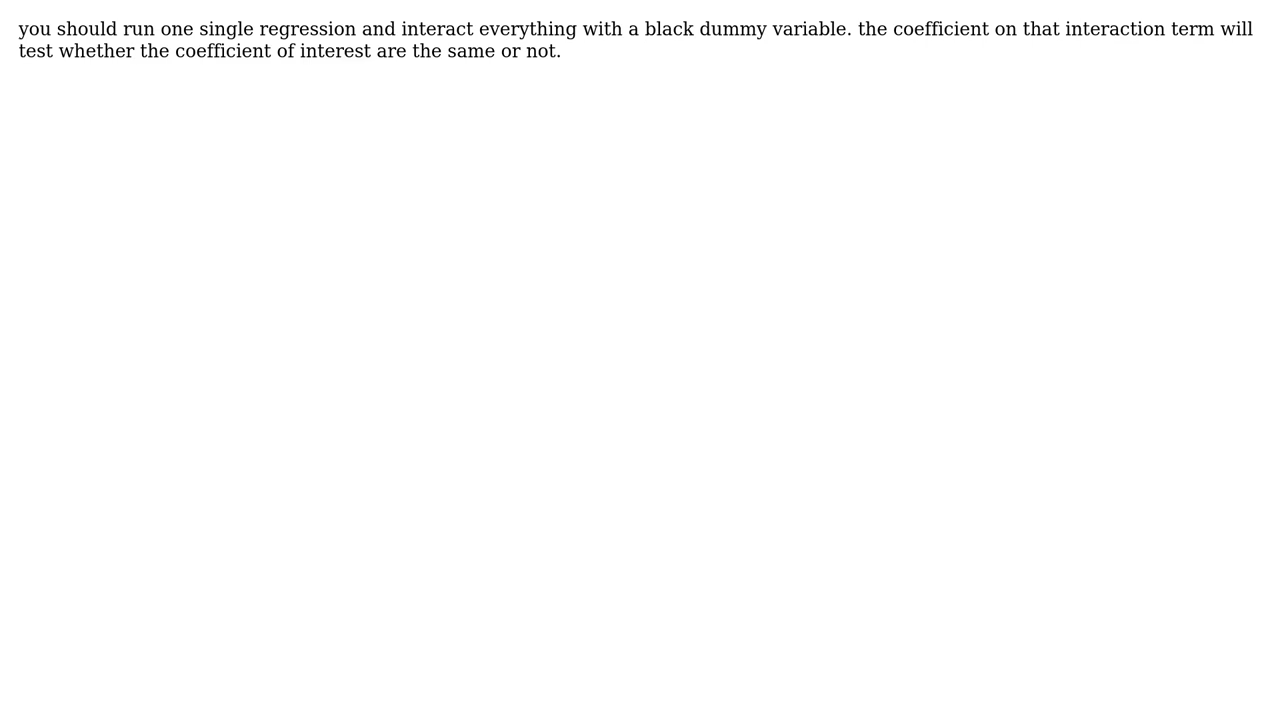 you should run one single regression and interact everything with a black dummy variable. the coefficient on that interaction term will
test whether the coefficient of interest are the same or not.